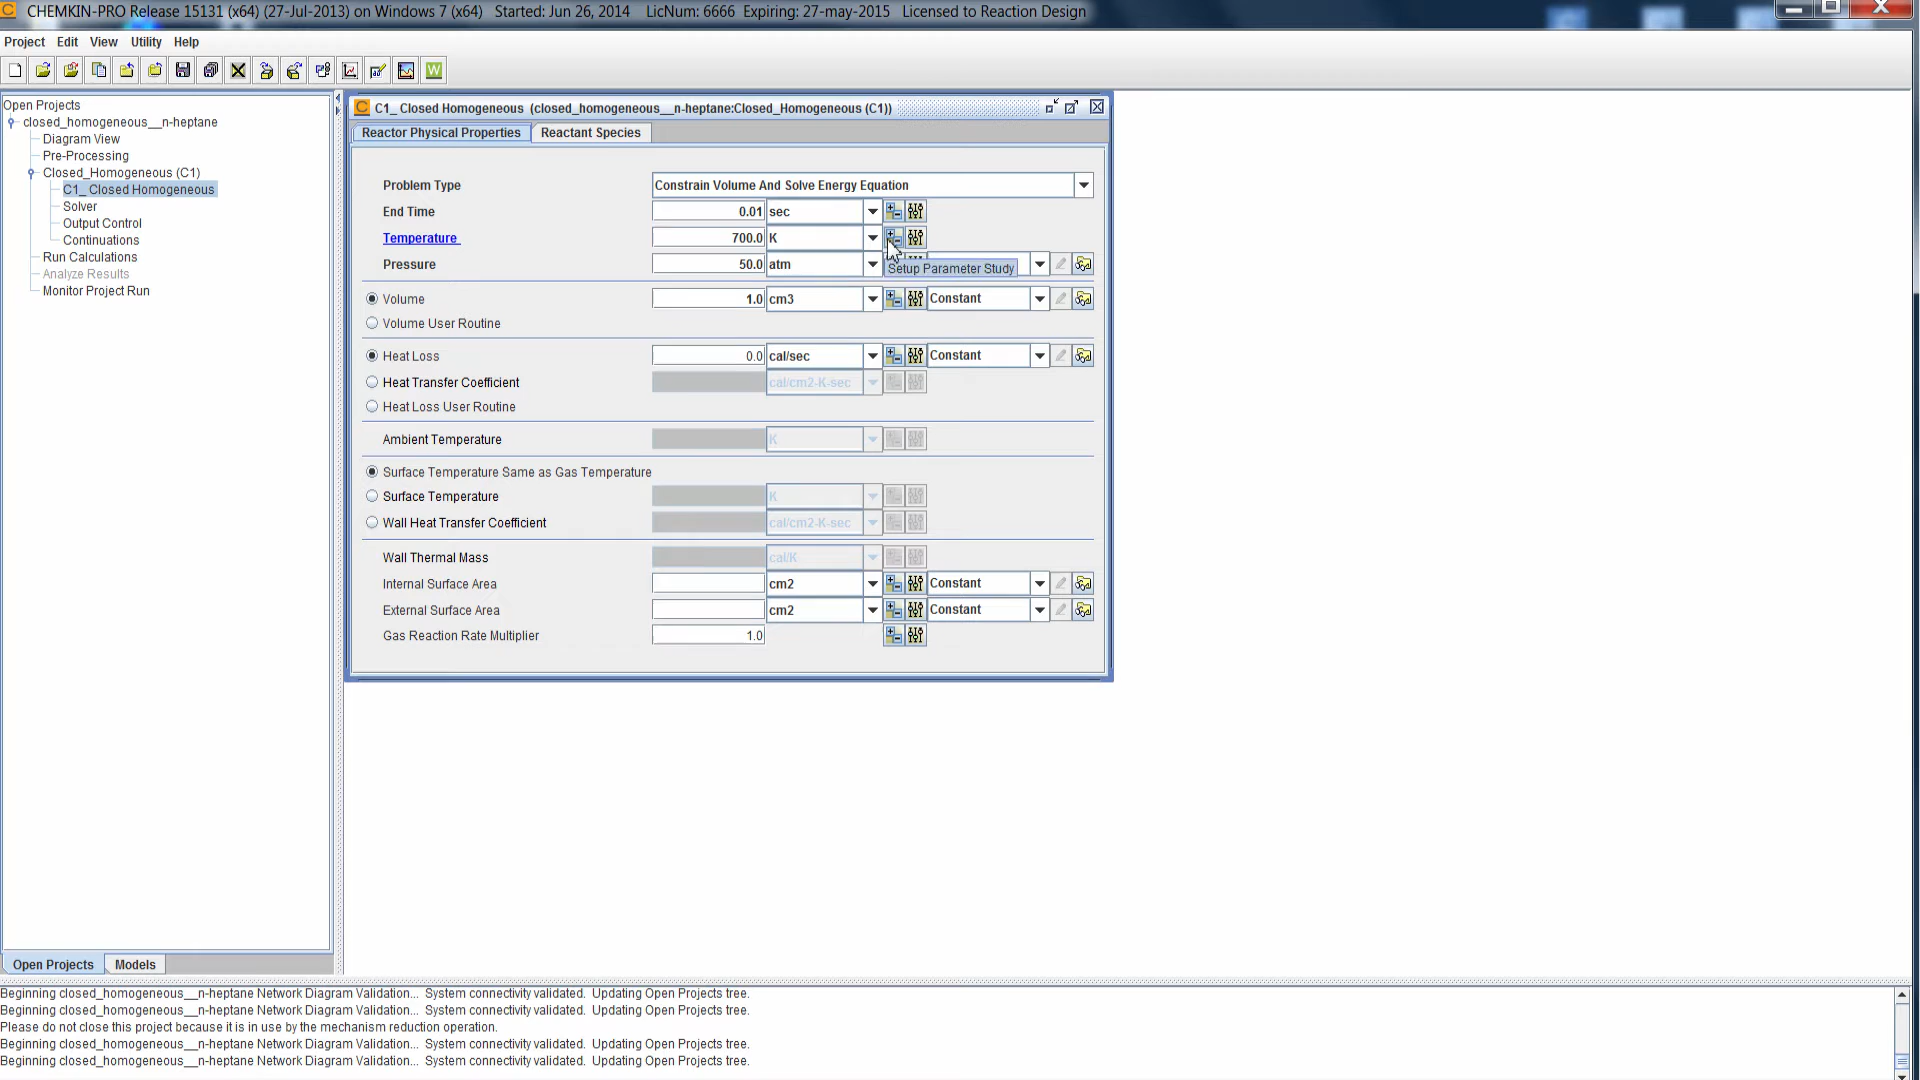 CHEMKIN-PRO Release 15131 (x64) (27-Jul-2013) on Windows 7 (x64) Started: Jun 26, 2014 LicNum: 6666 Expiring: 27-may-2015 Licensed to Reaction Design
Project Edit View Utility Help
W
Open Projects
closed_homogeneous__n-heptane
Diagram View
Pre-Processing
Closed_Homogeneous (C1)
C1_ Closed Homogeneous
Solver
Output Control
Continuations
Run Calculations
Analyze Results
Monitor Project Run
Open Projects Models
C1_ Closed Homogeneous (closed_homogeneous__n-heptane:Closed_Homogeneous (C1))
Reactor Physical Properties Reactant Species
Problem Type Constrain Volume And Solve Energy Equation
End Time 0.01 sec
Temperature 700.0 K
Pressure 50.0 atm
Setup Parameter Study
Volume 1.0 cm3 Constant
Volume User Routine
Heat Loss 0.0 cal/sec Constant
Heat Transfer Coefficient cal/cm2-K-sec
Heat Loss User Routine
Ambient Temperature K
Surface Temperature Same as Gas Temperature
Surface Temperature K
Wall Heat Transfer Coefficient cal/cm2-K-sec
Wall Thermal Mass cal/K
Internal Surface Area cm2 Constant
External Surface Area cm2 Constant
Gas Reaction Rate Multiplier 1.0
Beginning closed_homogeneous__n-heptane Network Diagram Validation... System connectivity validated. Updating Open Projects tree.
Beginning closed_homogeneous__n-heptane Network Diagram Validation... System connectivity validated. Updating Open Projects tree.
Please do not close this project because it is in use by the mechanism reduction operation.
Beginning closed_homogeneous__n-heptane Network Diagram Validation... System connectivity validated. Updating Open Projects tree.
Beginning closed_homogeneous__n-heptane Network Diagram Validation... System connectivity validated. Updating Open Projects tree.